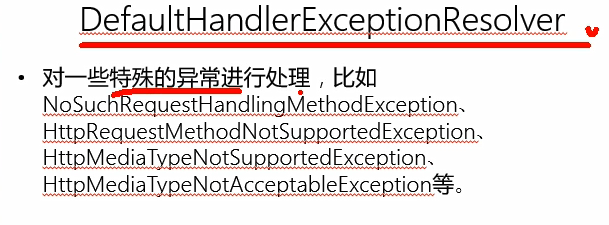 DefaultHandlerExceptionResolver
• 对一些特殊的异常进行处理，比如
NoSuchRequestHandlingMethodException、
HttpRequestMethodNotSupportedException、
HttpMediaTypeNotSupportedException、
HttpMediaTypeNotAcceptableException等。